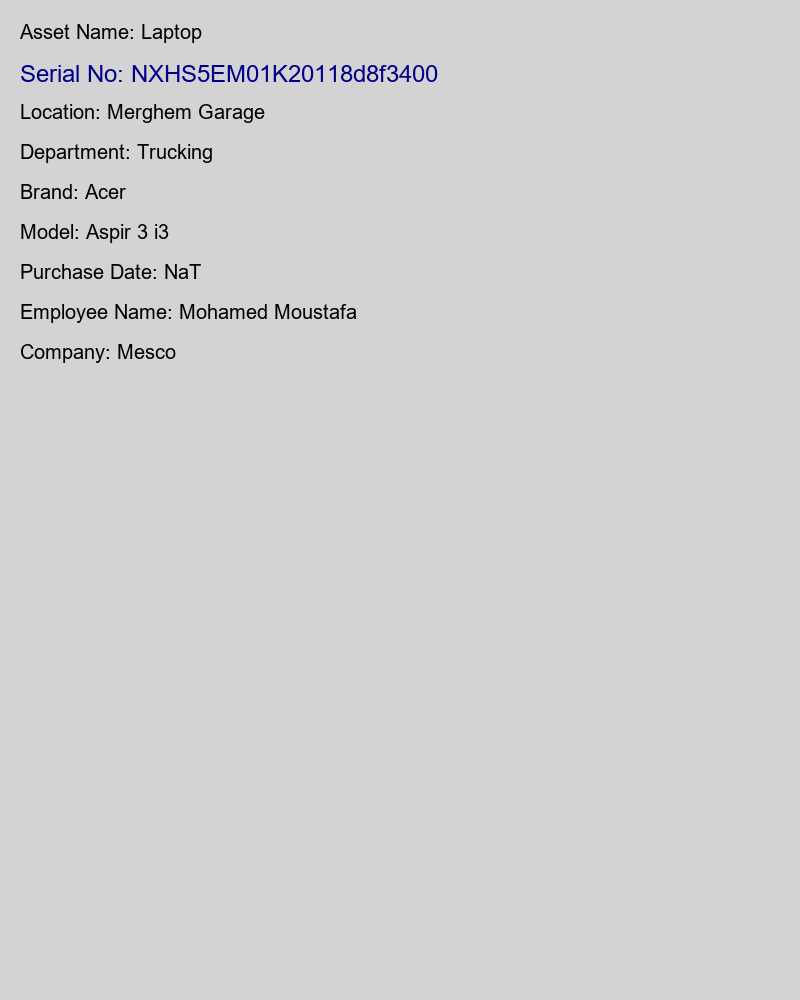 Asset Name: Laptop
Serial No: NXHS5EM01K20118d8f3400
Location: Merghem Garage
Department: Trucking
Brand: Acer
Model: Aspir 3 i3
Purchase Date: NaT
Employee Name: Mohamed Moustafa
Company: Mesco